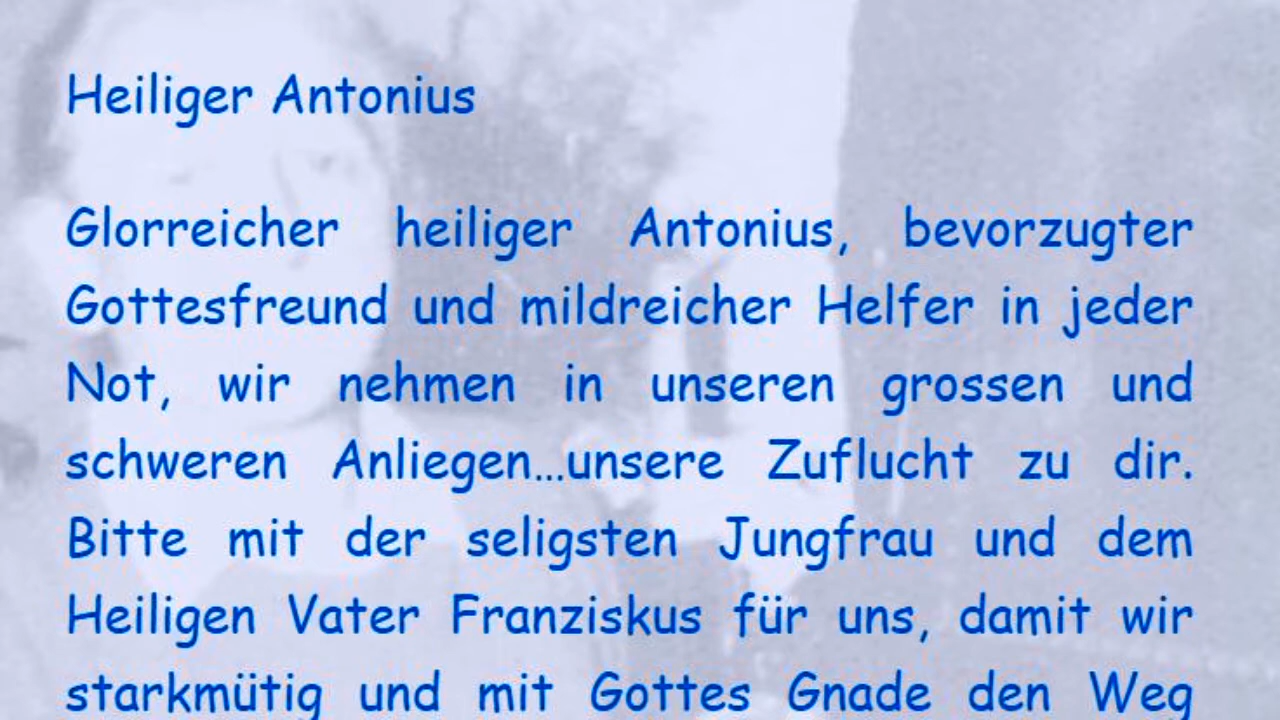 Heiliger Antonius
Glorreicher heiliger Antonius, bevorzugter
Gottesfreund und mildreicher Helfer in jeder
Not, wir nehmen in unseren grossen und
schweren Anliegen...unsere Zuflucht zu dir.
Bitte mit der seligsten Jungfrau und dem
Heiligen Vater Franziskus für uns, damit wir
starkmütig und mit Gottes Gnade den Weg